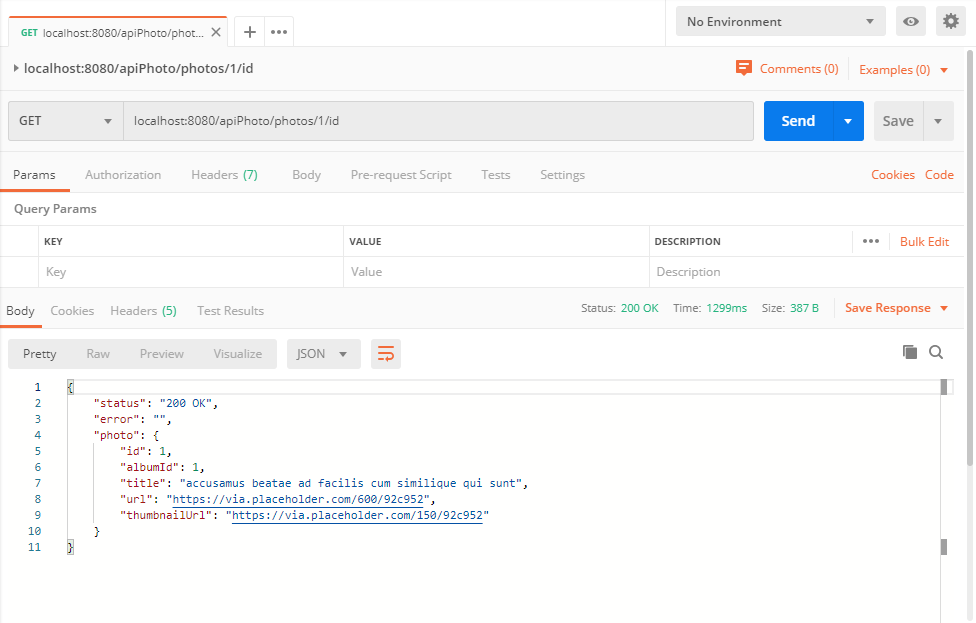 GET localhost:8080/apiPhoto/phot...
No Environment
localhost:8080/apiPhoto/photos/1/id
Comments (0)
Examples (0)
GET
localhost:8080/apiPhoto/photos/1/id
Send
Save
Params Authorization Headers (7) Body Pre-request Script Tests Settings
Cookies Code
Query Params
KEY VALUE DESCRIPTION
Bulk Edit
Key Value Description
Body Cookies Headers (5) Test Results
Status: 200 OK Time: 1299ms Size: 387 B
Save Response
Pretty Raw Preview Visualize
JSON
1 {
2 "status": "200 OK",
3 "error": "",
4 "photo": {
5 "id": 1,
6 "albumId": 1,
7 "title": "accusamus beatae ad facilis cum similique qui sunt",
8 "url": "https://via.placeholder.com/600/92c952",
9 "thumbnailUrl": "https://via.placeholder.com/150/92c952"
10 }
11 }